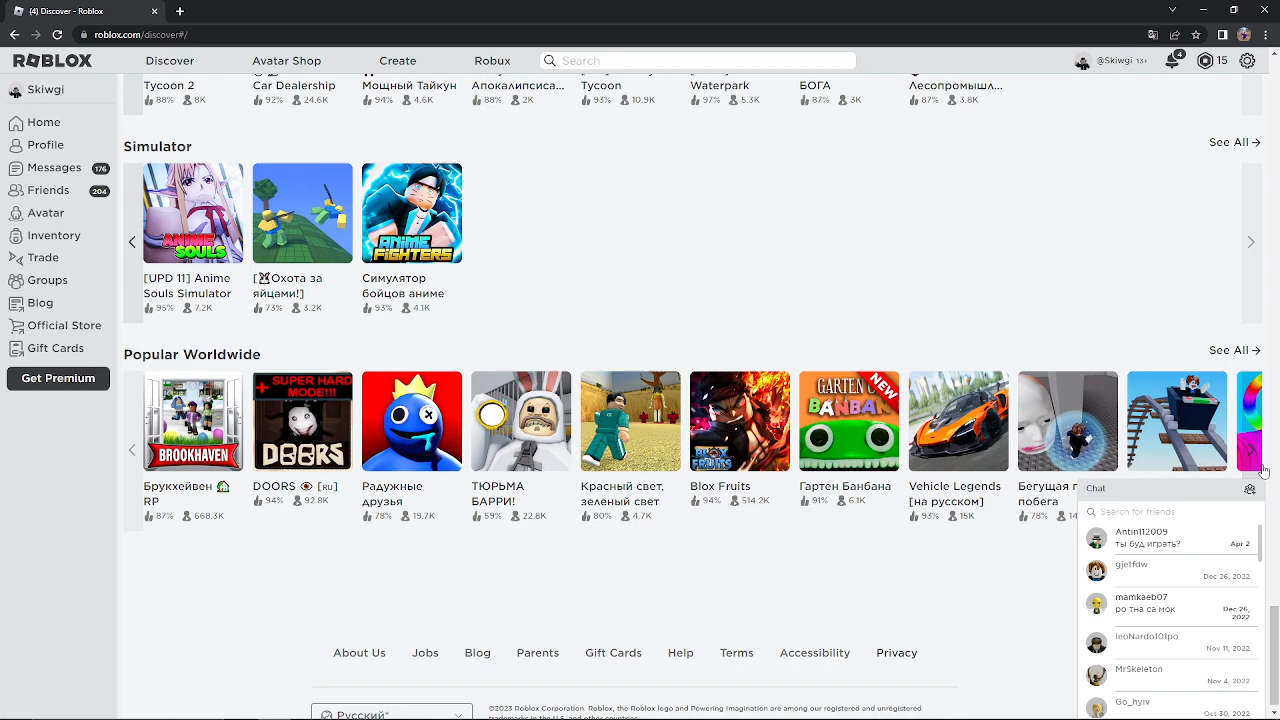 (4) Discover - Roblox
roblox.com/discover#/
ROBLOX
Discover
Avatar Shop
Create
Robux
Search
@Skiwgi 13+
4
15
Skiwgi
Home
Profile
Messages 176
Friends 204
Avatar
Inventory
Trade
Groups
Blog
Official Store
Gift Cards
Get Premium
Tycoon 2
88% 8K
Car Dealership
92% 24.6K
Мощный Тайкун
94% 4.6K
Апокалипсиса...
88% 2K
Tycoon
93% 10.9K
Waterpark
97% 5.3K
БОГА
87% 3K
Лесопромышл...
87% 3.8K
Simulator
See All →
ANIME
SOULS
[UPD 11] Anime
Souls Simulator
95% 7.2K
Охота за
яйцами!]
73% 3.2K
ANIME
FIGHTERS
Симулятор
бойцов аниме
93% 4.1K
Popular Worldwide
See All →
BROOKHAVEN
Брукхейвен
RP
87% 668.3K
+ SUPER HARD
MODE!!!
DOORS
DOORS [RU]
94% 92.8K
Радужные
друзья
78% 19.7K
ТЮРЬМА
БАРРИ!
59% 22.8K
Красный свет,
зеленый свет
80% 4.7K
BLOX
FRUITS
Blox Fruits
94% 514.2K
GARTEN
BANBAN
NEW
Гартен Банбана
91% 6.1K
Vehicle Legends
[на русском]
93% 15K
Бегущая г
побега
78% 14
Chat
Search for friends
Antin112009
ты буд играть?
Apr 2
gjetfdw
Dec 26, 2022
mamkaeb07
ро тна са мок
Dec 26,
2022
leoNardo101po
Nov 11, 2022
MrSkeleton
Nov 4, 2022
Go_hyiv
Oct 30, 2022
About Us
Jobs
Blog
Parents
Gift Cards
Help
Terms
Accessibility
Privacy
Русский*
©2023 Roblox Corporation. Roblox, the Roblox logo and Powering Imagination are among our registered and unregistered
trademarks in the U.S. and other countries.